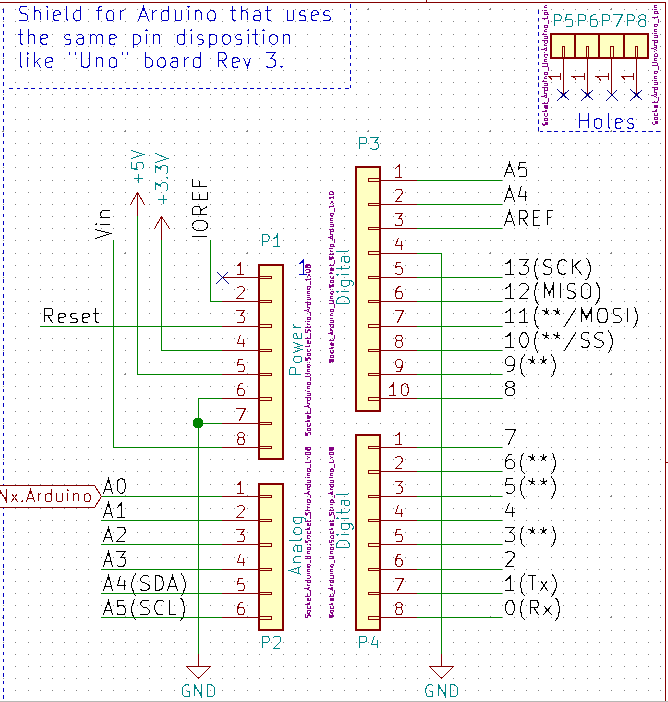 Shield for Arduino that uses
the same pin disposition
like "Uno" board Rev 3.
P5 P6 P7 P8
1 1 1 1
Holes
Socket_Arduino_Uno:Socket_Arduino_1pin
Socket_Arduino_Uno:Socket_Arduino_1pin
+5V
+3.3V
Vin
IOREF
P1
1
1
2
Reset 3
4
5
6
7
8
Power
Socket_Arduino_Uno:Socket_Strip_Arduino_1x08
Nx.Arduino
A0 1
A1 2
A2 3
A3 4
A4(SDA) 5
A5(SCL) 6
Analog
P2
Socket_Arduino_Uno:Socket_Strip_Arduino_1x06
GND
P3
1 A5
2 A4
3 AREF
4
5 13(SCK)
6 12(MISO)
7 11(**/MOSI)
8 10(**/SS)
9 9(**)
10 8
Digital
Socket_Arduino_Uno:Socket_Strip_Arduino_1x10
1 7
2 6(**)
3 5(**)
4 4
5 3(**)
6 2
7 1(Tx)
8 0(Rx)
Digital
P4
Socket_Arduino_Uno:Socket_Strip_Arduino_1x08
GND